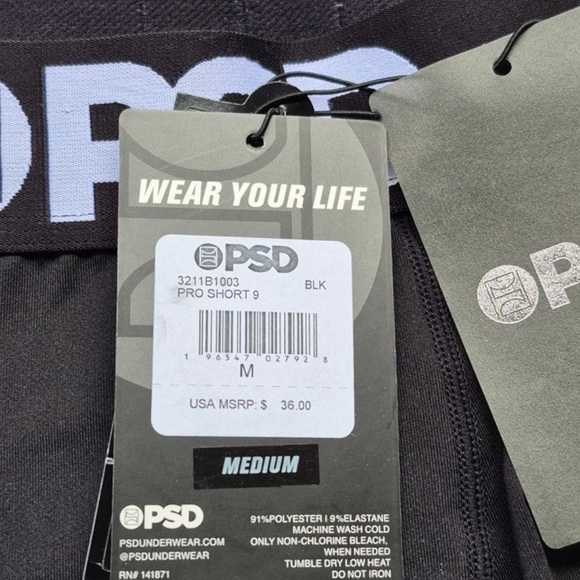 PSD
WEAR YOUR LIFE
PSD
3211B1003 BLK
PRO SHORT 9
1 96547 02792 8
M
USA MSRP: $ 36.00
MEDIUM
PSD
PSDUNDERWEAR.COM
@PSDUNDERWEAR
RN# 141871
91%POLYESTER | 9%ELASTANE
MACHINE WASH COLD
ONLY NON-CHLORINE BLEACH,
WHEN NEEDED
TUMBLE DRY LOW HEAT
DO NOT IRON
PSD